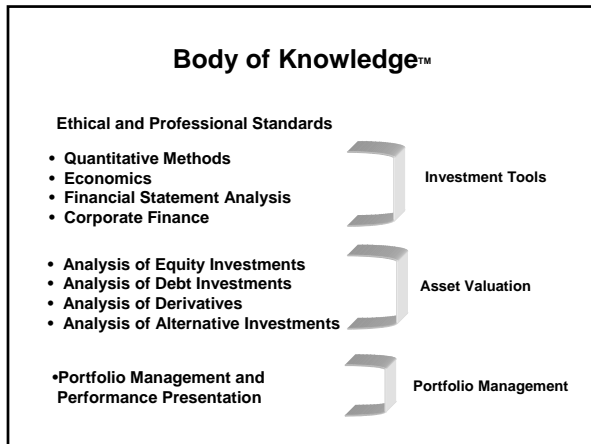 Body of Knowledge™
Ethical and Professional Standards
• Quantitative Methods
• Economics
• Financial Statement Analysis
• Corporate Finance
Investment Tools
• Analysis of Equity Investments
• Analysis of Debt Investments
• Analysis of Derivatives
• Analysis of Alternative Investments
Asset Valuation
•Portfolio Management and
Performance Presentation
Portfolio Management